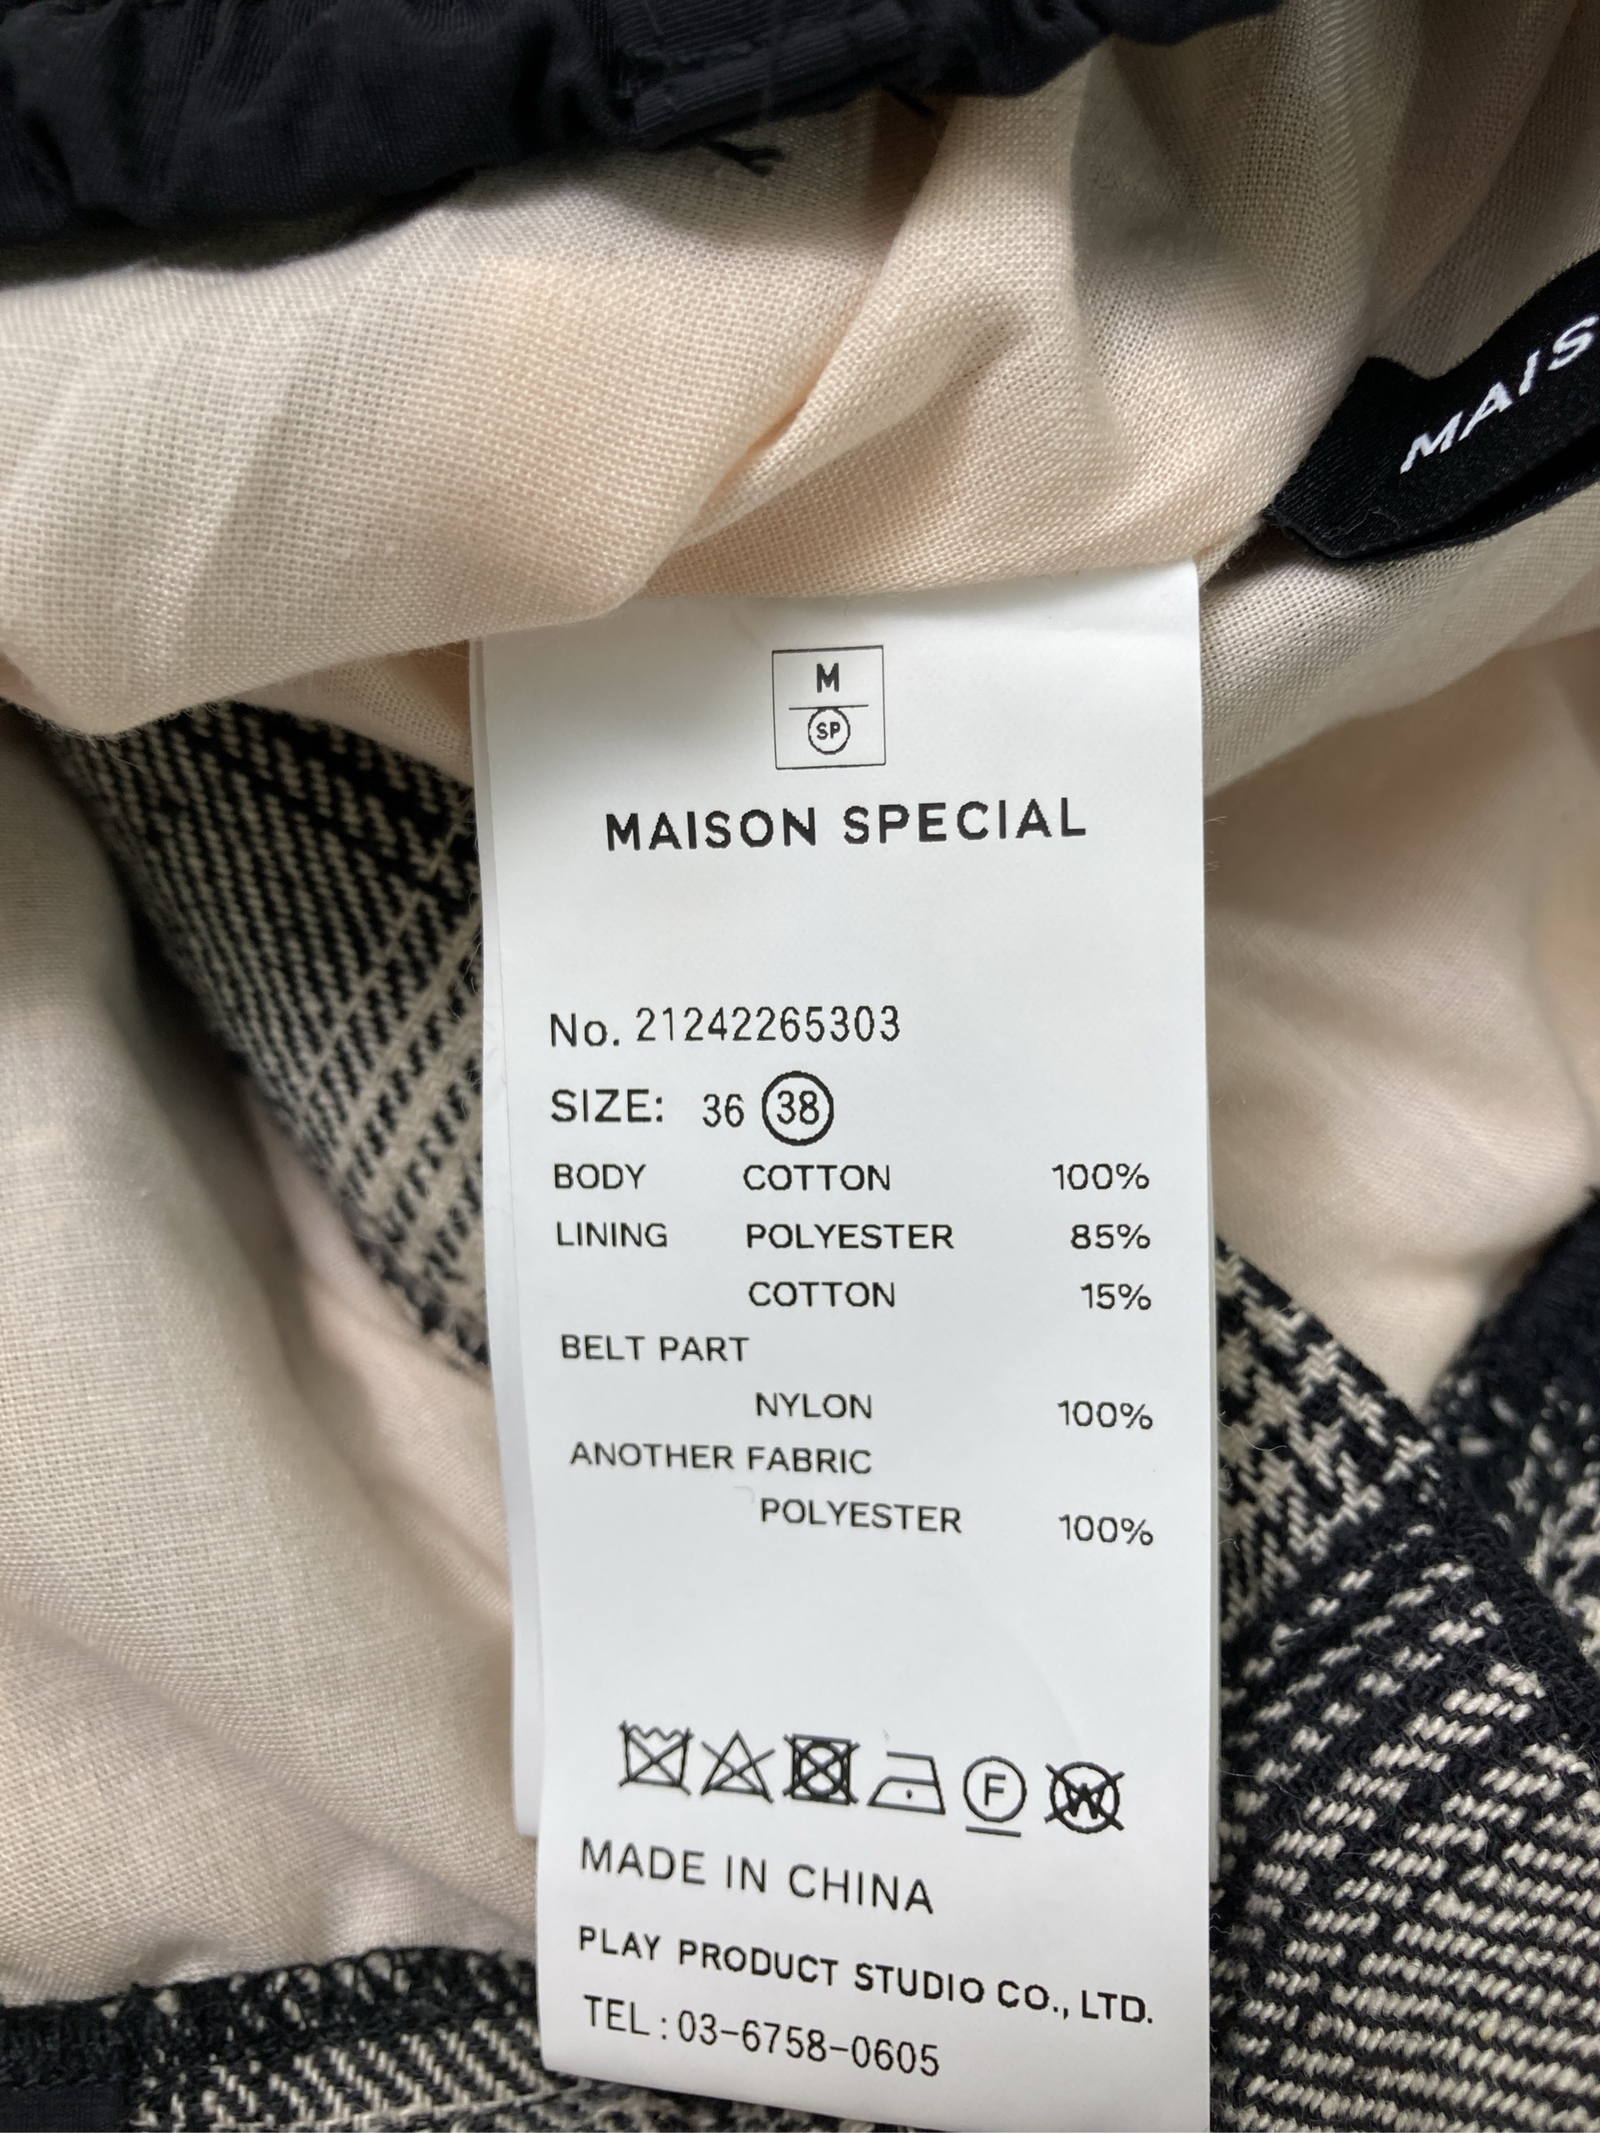 MAIS
M
SP
MAISON SPECIAL
No. 21242265303
SIZE: 36 38
BODY COTTON 100%
LINING POLYESTER 85%
COTTON 15%
BELT PART
NYLON 100%
ANOTHER FABRIC
POLYESTER 100%
F W
MADE IN CHINA
PLAY PRODUCT STUDIO CO., LTD.
TEL : 03-6758-0605